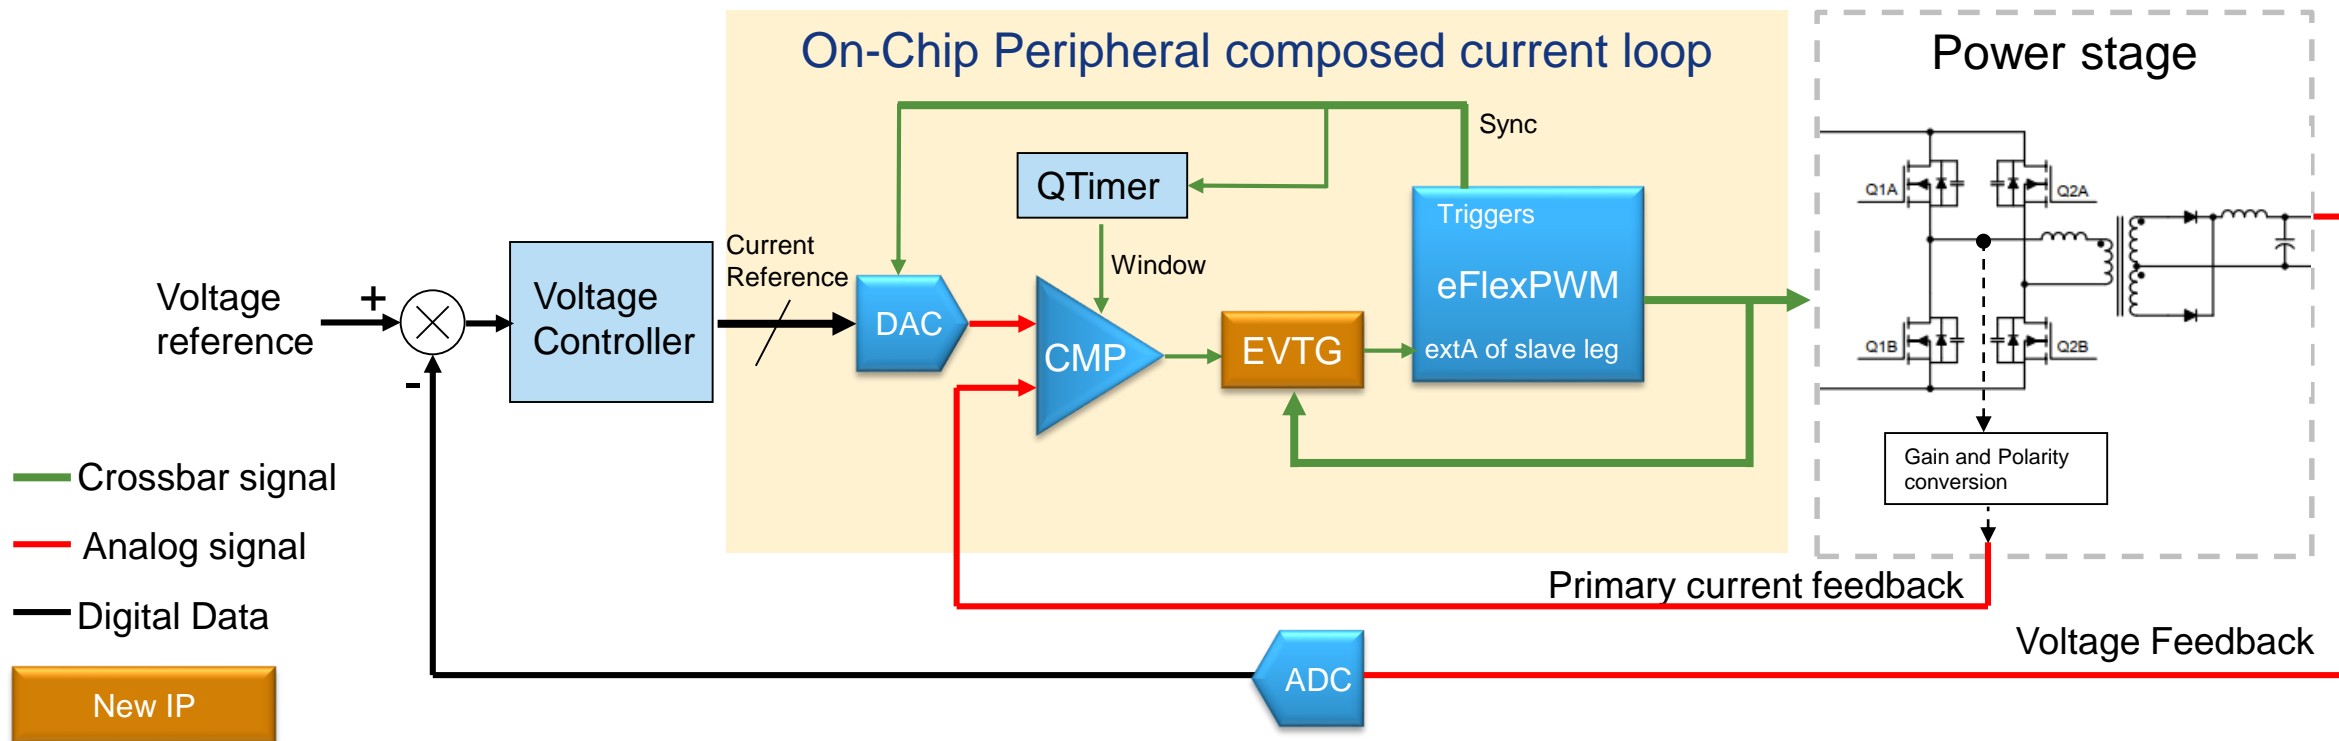 On-Chip Peripheral composed current loop
Power stage
Sync
QTimer
Triggers
Q1A
Q2A
Current
Reference
Window
eFlexPWM
Voltage
reference
+
-
Voltage
Controller
DAC
CMP
EVTG
extA of slave leg
Q1B
Q2B
Gain and Polarity
conversion
Crossbar signal
Analog signal
Digital Data
New IP
Primary current feedback
Voltage Feedback
ADC